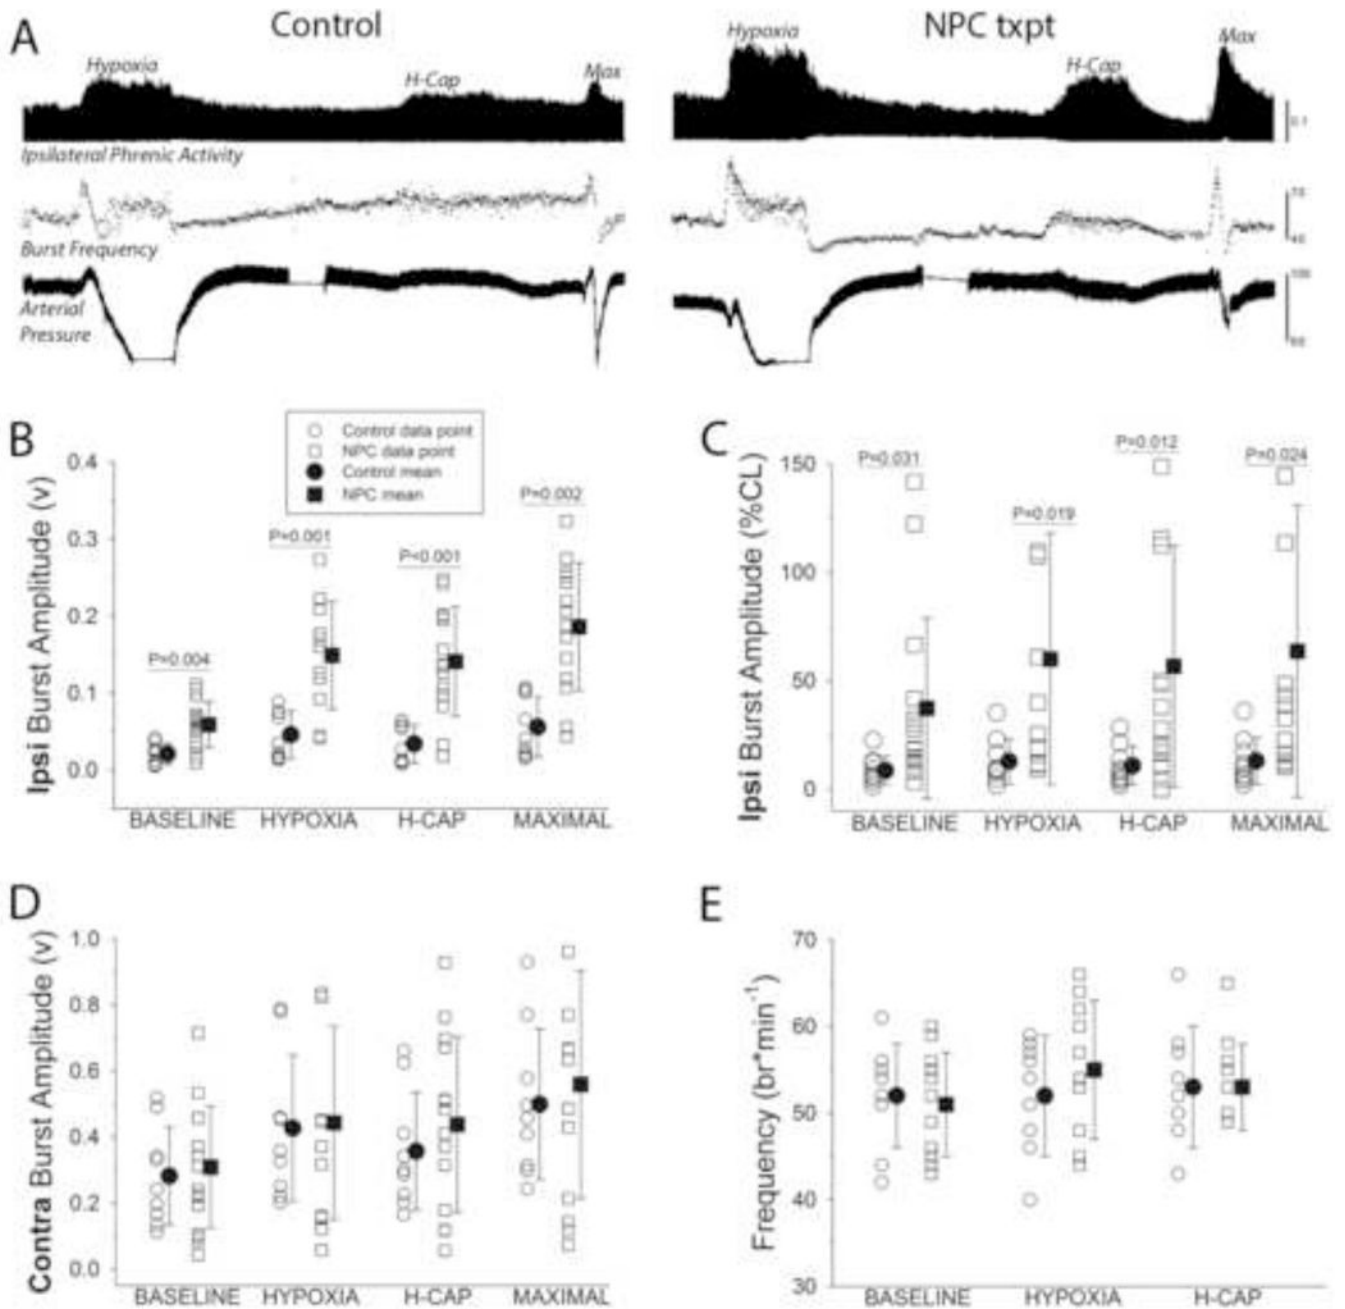 A
Control
NPC txpt
Hypoxia
H-Cap
Max
Hypoxia
H-Cap
Max
0.1
Ipsilateral Phrenic Activity
70
40
Burst Frequency
100
Arterial
Pressure
B
Control data point
NPC data point
Control mean
NPC mean
Ipsi Burst Amplitude (v)
0.4
0.3
0.2
0.1
0.0
P=0.004
P=0.001
P<0.001
P=0.002
BASELINE
HYPOXIA
H-CAP
MAXIMAL
C
Ipsi Burst Amplitude (%CL)
150
100
50
0
P=0.031
P=0.019
P=0.012
P=0.024
BASELINE
HYPOXIA
H-CAP
MAXIMAL
D
Contra Burst Amplitude (v)
1.0
0.8
0.6
0.4
0.2
0.0
BASELINE
HYPOXIA
H-CAP
MAXIMAL
E
Frequency (br*min-1)
70
60
50
40
30
BASELINE
HYPOXIA
H-CAP